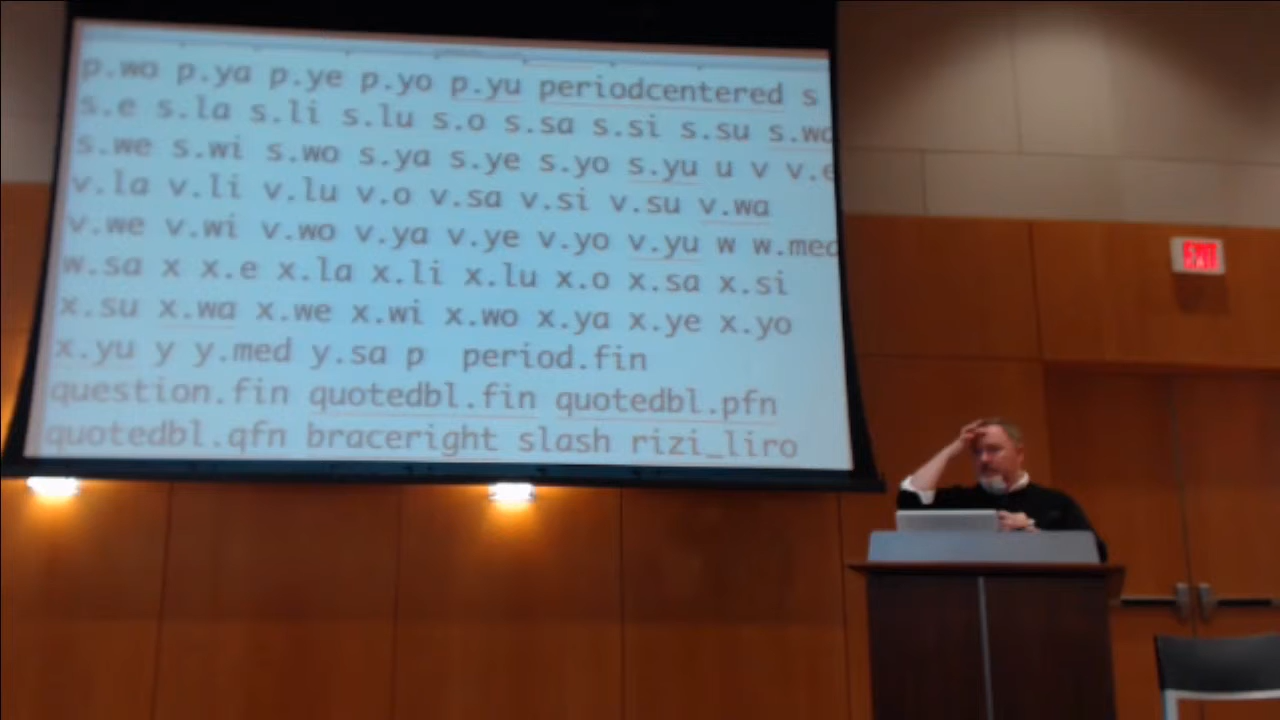 p.wo p.ya p.ye p.yo p.yu periodcentered s
s.e s.la s.li s.lu s.o s.sa s.si s.su s.wa
s.we s.wi s.wo s.ya s.ye s.yo s.yu u v v.e
v.la v.li v.lu v.o v.sa v.si v.su v.wa
v.we v.wi v.wo v.ya v.ye v.yo v.yu w w.med
w.sa x x.e x.la x.li x.lu x.o x.sa x.si
x.su x.wa x.we x.wi x.wo x.ya x.ye x.yo
x.yu y y.med y.sa p period.fin
question.fin quotedbl.fin quotedbl.pfn
quotedbl.qfn braceright slash rizi_liro
EXIT